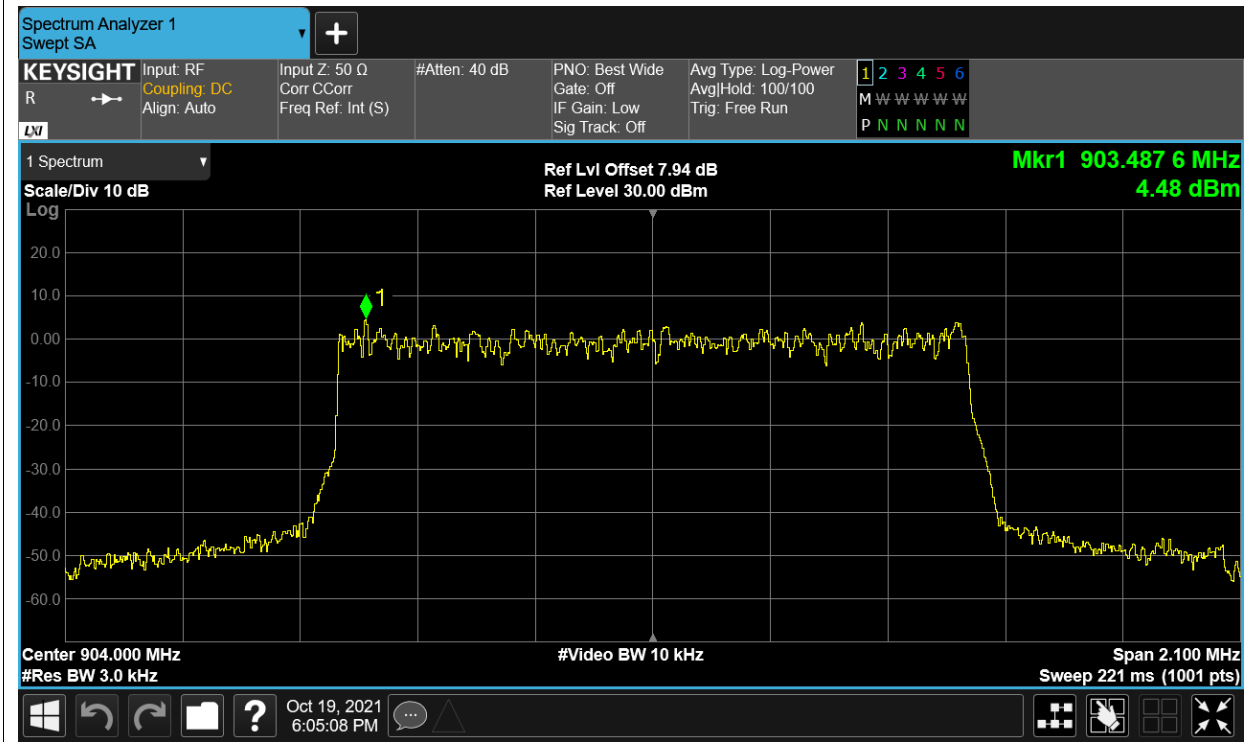 Spectrum Analyzer 1
Swept SA
KEYSIGHT
R
LXI
Input: RF
Coupling: DC
Align: Auto
Input Z: 50 Ω
Corr CCorr
Freq Ref: Int (S)
#Atten: 40 dB
PNO: Best Wide
Gate: Off
IF Gain: Low
Sig Track: Off
Avg Type: Log-Power
Avg|Hold: 100/100
Trig: Free Run
1 2 3 4 5 6
M W W W W W
P N N N N N
1 Spectrum
Scale/Div 10 dB
Ref Lvl Offset 7.94 dB
Ref Level 30.00 dBm
Mkr1 903.487 6 MHz
4.48 dBm
Log
20.0
10.0
1
0.00
-10.0
-20.0
-30.0
-40.0
-50.0
-60.0
Center 904.000 MHz
#Video BW 10 kHz
Span 2.100 MHz
#Res BW 3.0 kHz
Sweep 221 ms (1001 pts)
?
Oct 19, 2021
6:05:08 PM